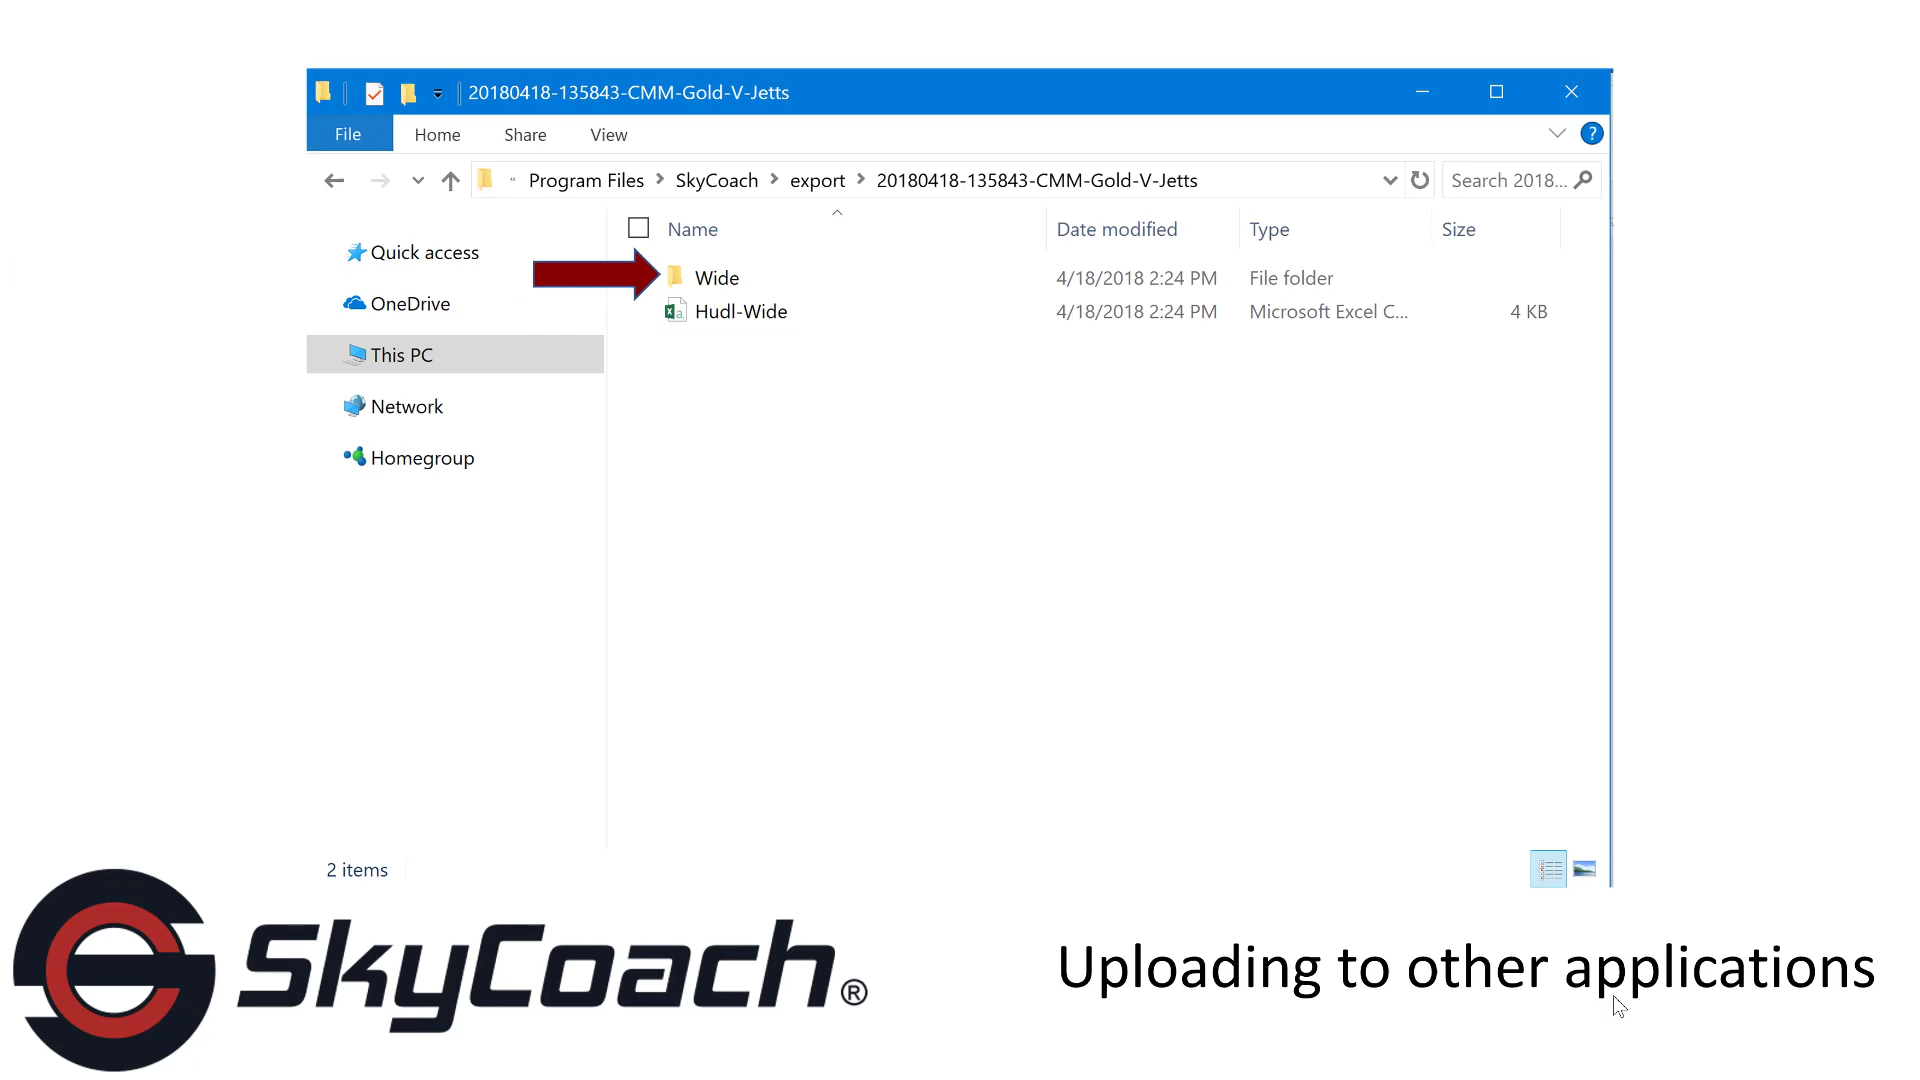 20180418-135843-CMM-Gold-V-Jetts
File Home Share View ?
« Program Files > SkyCoach > export > 20180418-135843-CMM-Gold-V-Jetts Search 2018...
Name Date modified Type Size
Quick access
OneDrive
This PC
Network
Homegroup
Wide 4/18/2018 2:24 PM File folder
Hudl-Wide 4/18/2018 2:24 PM Microsoft Excel C... 4 KB
2 items
SkyCoach®
Uploading to other applications